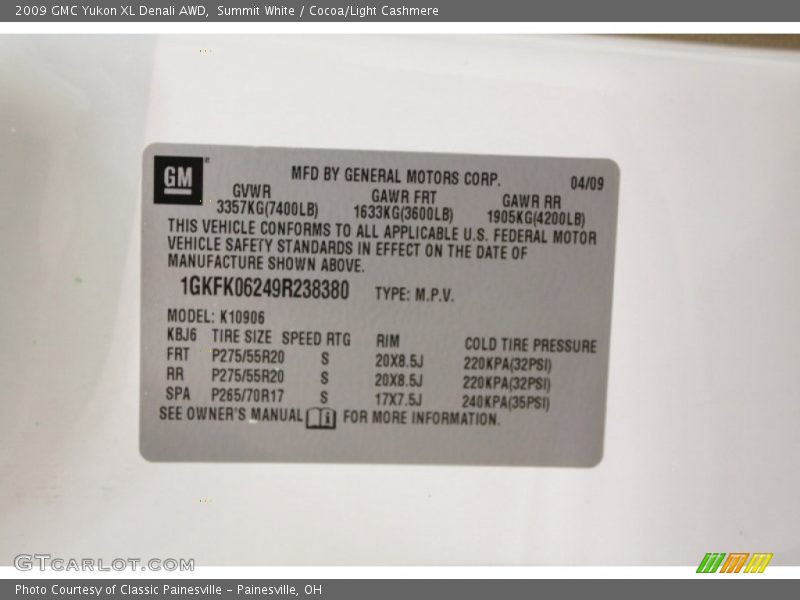 2009 GMC Yukon XL Denali AWD,  Summit White / Cocoa/Light Cashmere
GM
MFD BY GENERAL MOTORS CORP.
04/09
GVWR GAWR FRT GAWR RR
3357KG(7400LB) 1633KG(3600LB) 1905KG(4200LB)
THIS VEHICLE CONFORMS TO ALL APPLICABLE U.S. FEDERAL MOTOR
VEHICLE SAFETY STANDARDS IN EFFECT ON THE DATE OF
MANUFACTURE SHOWN ABOVE.
1GKFK06249R238380 TYPE: M.P.V.
MODEL: K10906
KBJ6 TIRE SIZE SPEED RTG RIM COLD TIRE PRESSURE
FRT P275/55R20 S 20X8.5J 220KPA(32PSI)
RR P275/55R20 S 20X8.5J 220KPA(32PSI)
SPA P265/70R17 S 17X7.5J 240KPA(35PSI)
SEE OWNER'S MANUAL i FOR MORE INFORMATION.
GTCARLOT.COM
Photo Courtesy of Classic Painesville - Painesville, OH